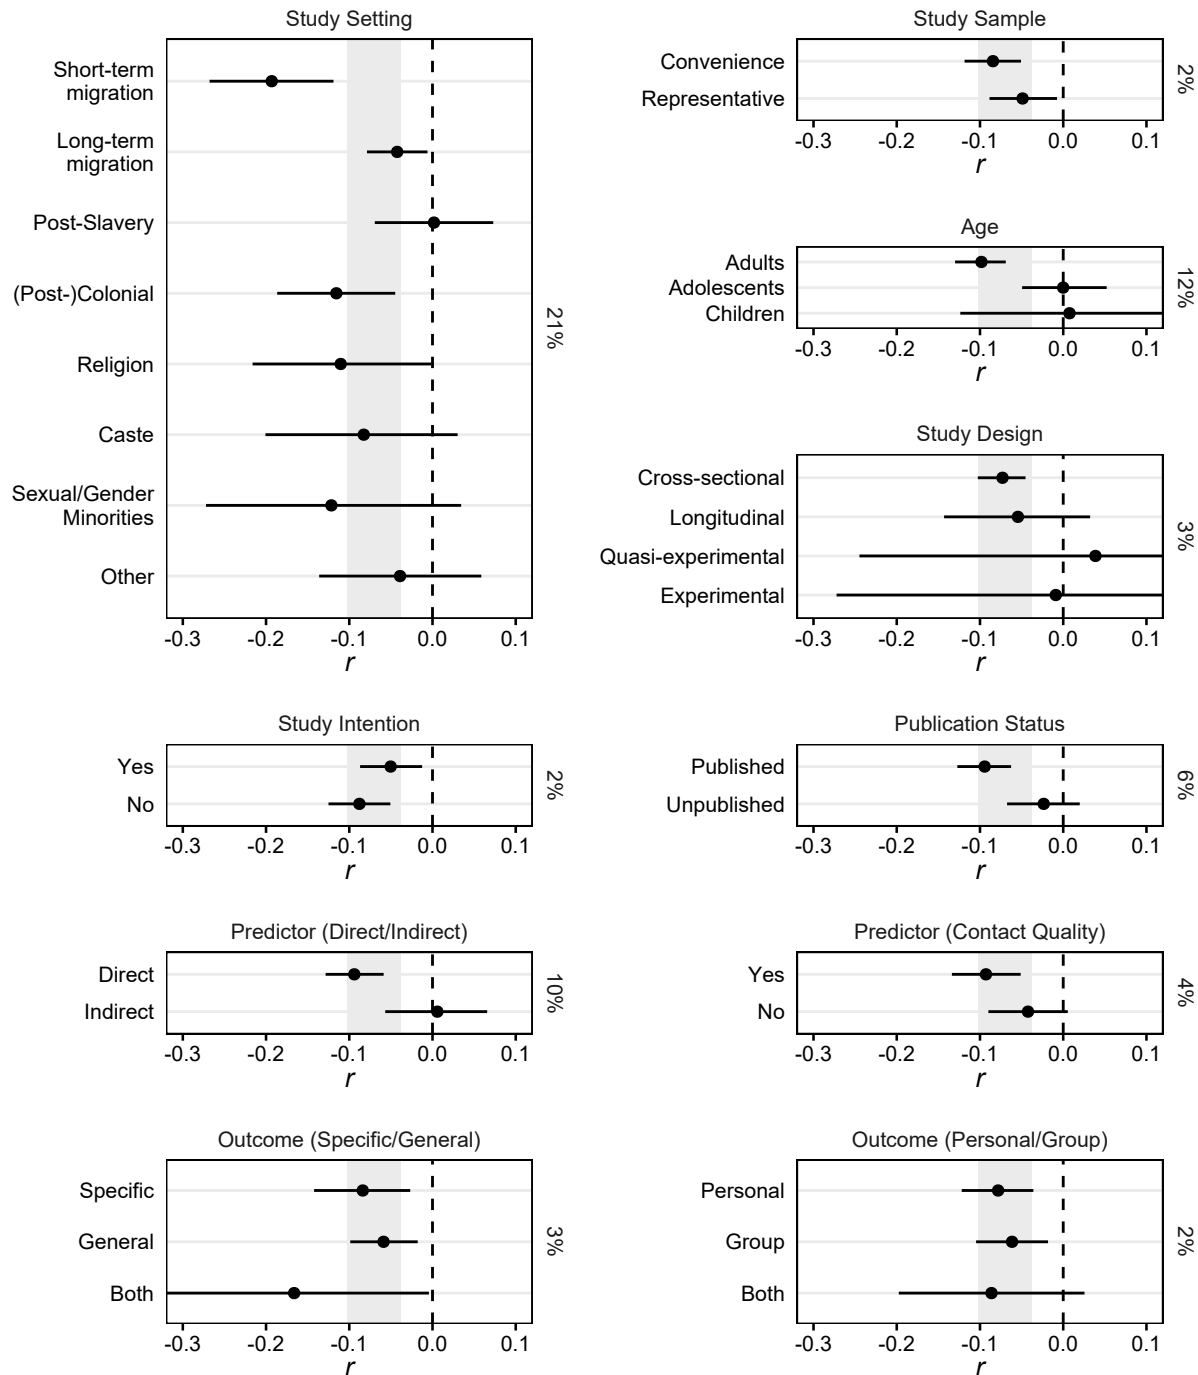 Study Setting
Short-term
migration
Long-term
migration
Post-Slavery
(Post-)Colonial
Religion
Caste
Sexual/Gender
Minorities
Other
21%
-0.3 -0.2 -0.1 0.0 0.1
r
Study Sample
Convenience
Representative
2%
-0.3 -0.2 -0.1 0.0 0.1
r
Age
Adults
Adolescents
Children
12%
-0.3 -0.2 -0.1 0.0 0.1
r
Study Design
Cross-sectional
Longitudinal
Quasi-experimental
Experimental
3%
-0.3 -0.2 -0.1 0.0 0.1
r
Study Intention
Yes
No
2%
-0.3 -0.2 -0.1 0.0 0.1
r
Publication Status
Published
Unpublished
6%
-0.3 -0.2 -0.1 0.0 0.1
r
Predictor (Direct/Indirect)
Direct
Indirect
10%
-0.3 -0.2 -0.1 0.0 0.1
r
Predictor (Contact Quality)
Yes
No
4%
-0.3 -0.2 -0.1 0.0 0.1
r
Outcome (Specific/General)
Specific
General
Both
3%
-0.3 -0.2 -0.1 0.0 0.1
r
Outcome (Personal/Group)
Personal
Group
Both
2%
-0.3 -0.2 -0.1 0.0 0.1
r